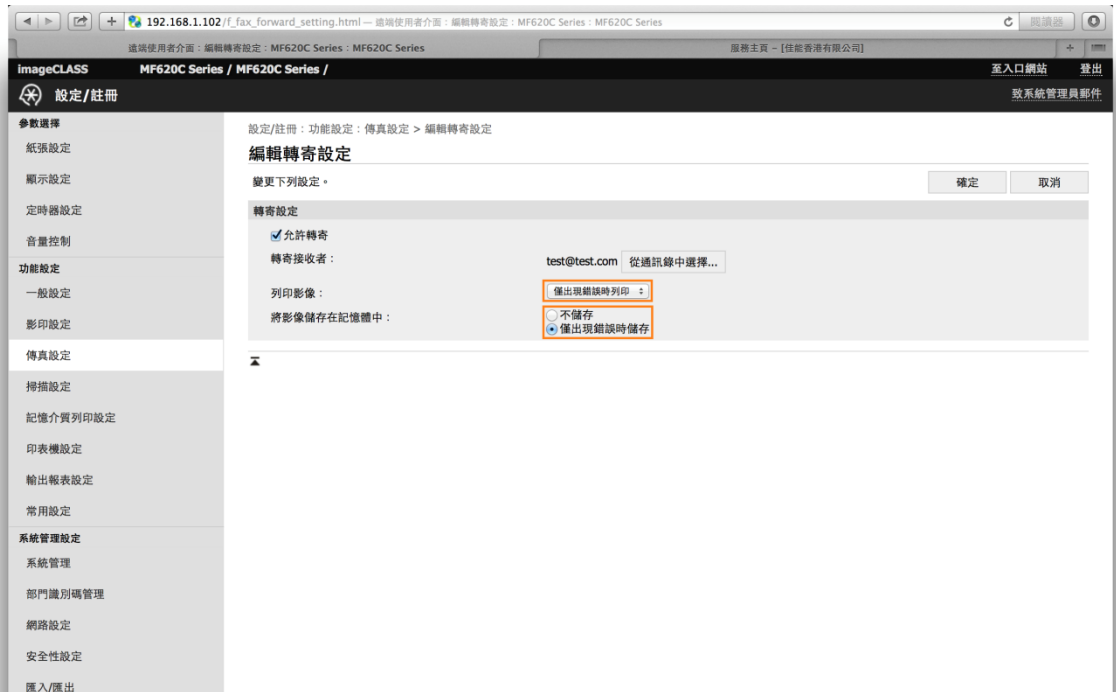 192.168.1.102/f_fax_forward_setting.html — 遠端使用者介面：編輯轉寄設定：MF620C Series：MF620C Series
閱讀器
遠端使用者介面：編輯轉寄設定：MF620C Series：MF620C Series
服務主頁 – [佳能香港有限公司]
imageCLASS MF620C Series / MF620C Series /
至入口網站 登出
設定/註冊
致系統管理員郵件
參數選擇
紙張設定
顯示設定
定時器設定
音量控制
功能設定
一般設定
影印設定
傳真設定
掃描設定
記憶介質列印設定
印表機設定
輸出報表設定
常用設定
系統管理設定
系統管理
部門識別碼管理
網路設定
安全性設定
匯入/匯出
設定/註冊：功能設定：傳真設定 > 編輯轉寄設定
編輯轉寄設定
變更下列設定。
確定 取消
轉寄設定
允許轉寄
轉寄接收者：
test@test.com 從通訊錄中選擇...
列印影像：
僅出現錯誤時列印
將影像儲存在記憶體中：
不儲存
僅出現錯誤時儲存